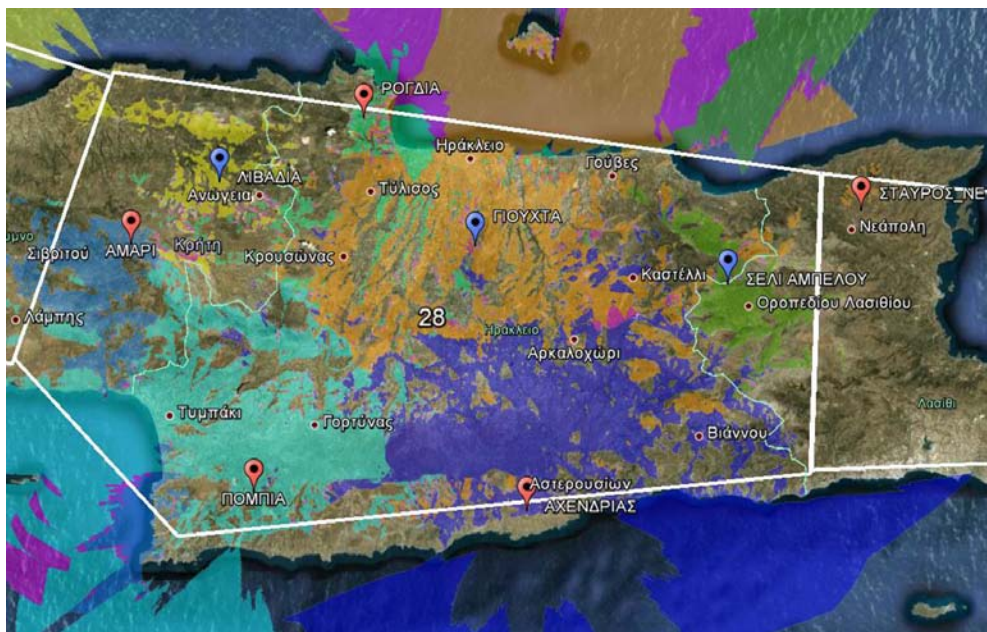 ΡΟΓΔΙΑ
Ηράκλειο
Γούβες
ΛΙΒΑΔΙΑ
Ανώγεια
Τύλισος
ΣΤΑΥΡΟΣ_ΝΕ
Νεάπολη
ΓΙΟΥΧΤΑ
ΑΜΑΡΙ
Κρήτη
Σιβριτού
Κρουσώνας
Καστέλλι
ΣΕΛΙ ΑΜΠΕΛΟΥ
Οροπεδίου Λασιθίου
Λάμπης
28
Ηράκλειο
Αρκαλοχώρι
Λασίθι
Τυμπάκι
Γορτύνας
Βιάννου
ΠΟΜΠΙΑ
Αστερουσίων
ΑΧΕΝΔΡΙΑΣ